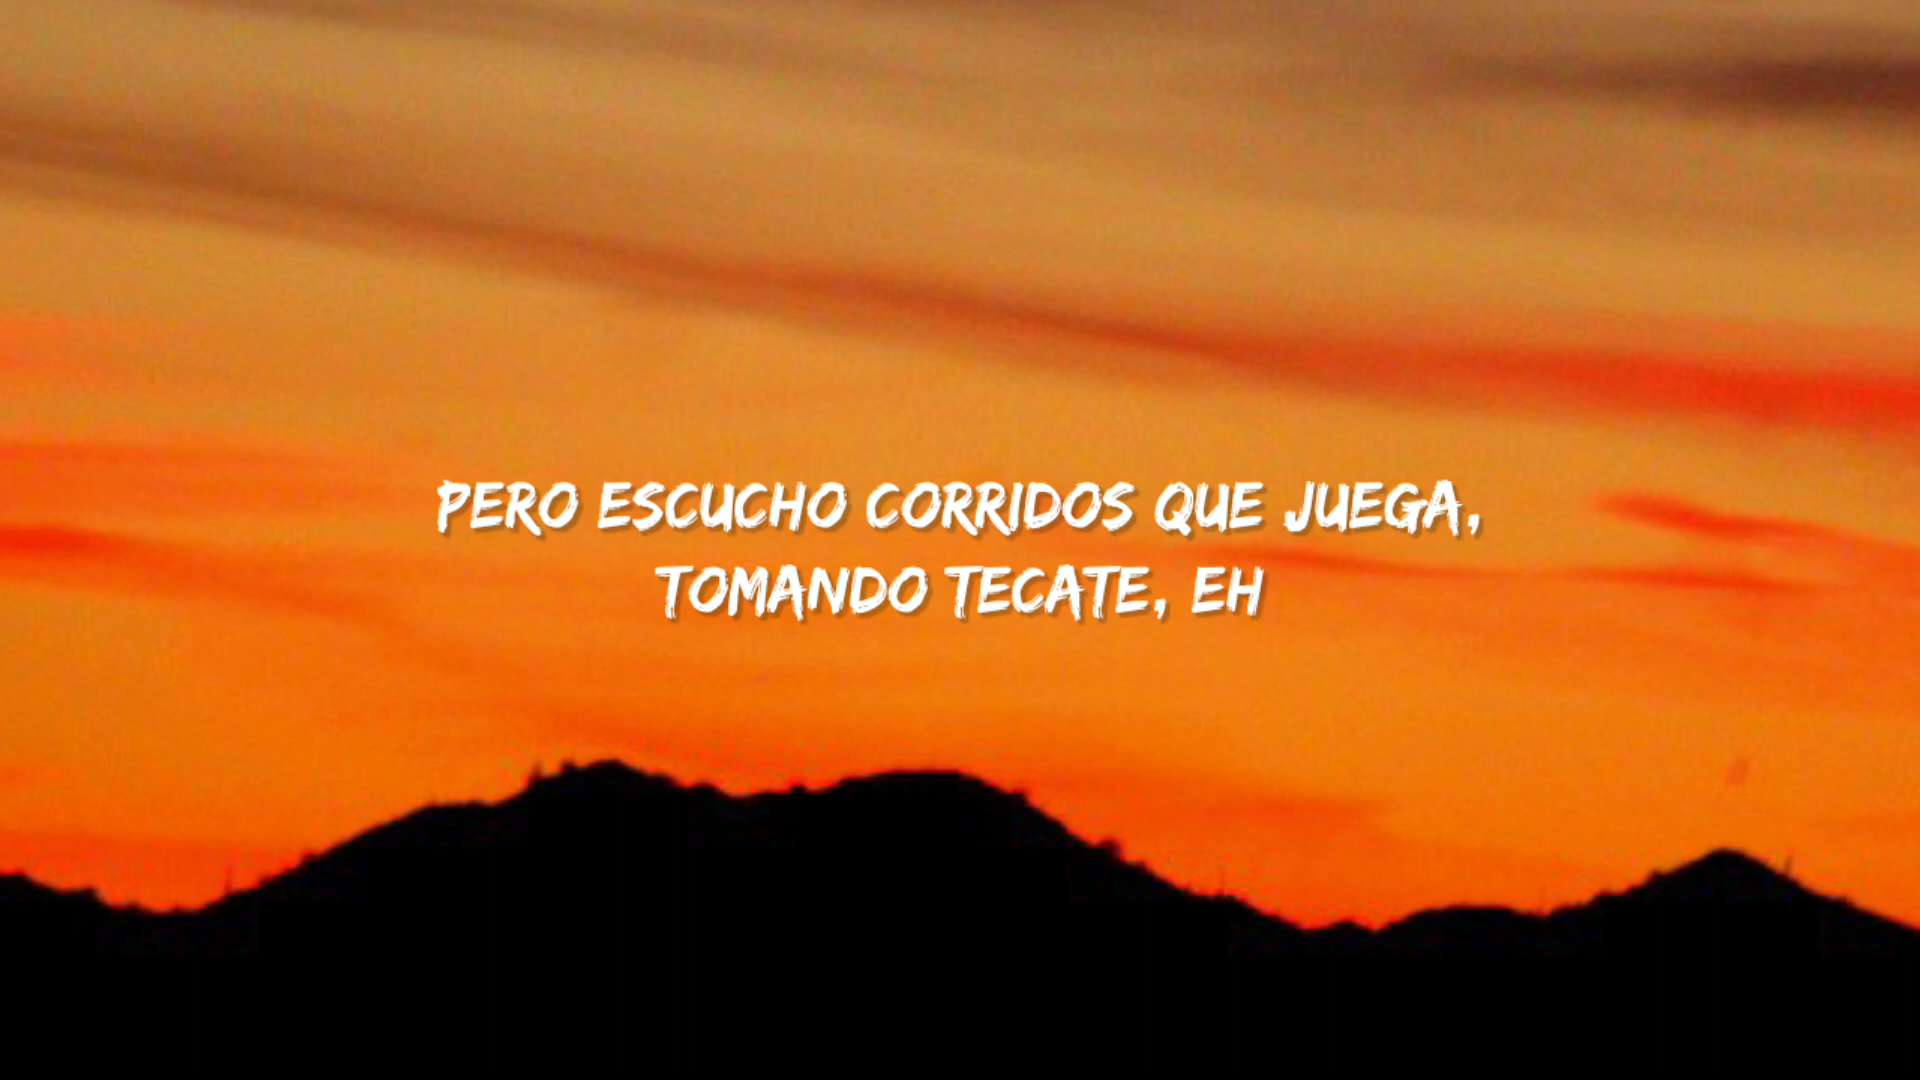 PERO ESCUCHO CORRIDOS QUE JUEGA,
TOMANDO TECATE, EH